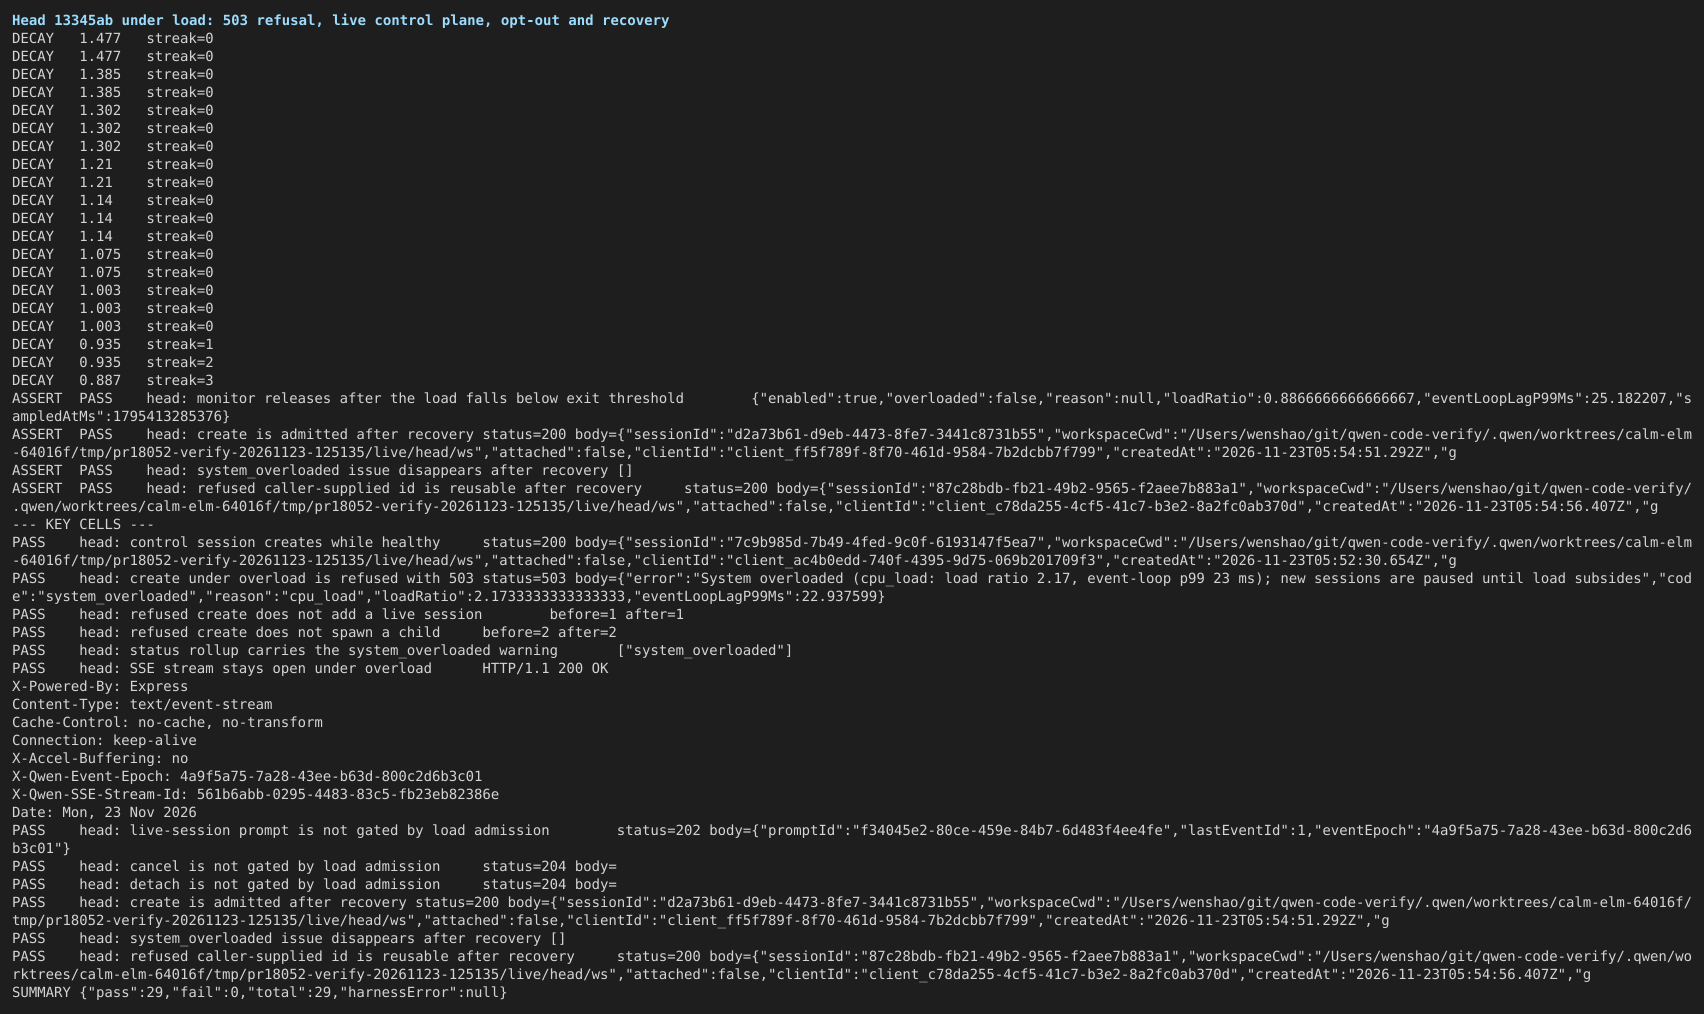 Head 13345ab under load: 503 refusal, live control plane, opt-out and recovery
DECAY   1.477   streak=0
DECAY   1.477   streak=0
DECAY   1.385   streak=0
DECAY   1.385   streak=0
DECAY   1.302   streak=0
DECAY   1.302   streak=0
DECAY   1.302   streak=0
DECAY   1.21    streak=0
DECAY   1.21    streak=0
DECAY   1.14    streak=0
DECAY   1.14    streak=0
DECAY   1.14    streak=0
DECAY   1.075   streak=0
DECAY   1.075   streak=0
DECAY   1.003   streak=0
DECAY   1.003   streak=0
DECAY   1.003   streak=0
DECAY   0.935   streak=1
DECAY   0.935   streak=2
DECAY   0.887   streak=3
ASSERT  PASS    head: monitor releases after the load falls below exit threshold        {"enabled":true,"overloaded":false,"reason":null,"loadRatio":0.8866666666666667,"eventLoopLagP99Ms":25.182207,"s
ampledAtMs":1795413285376}
ASSERT  PASS    head: create is admitted after recovery status=200 body={"sessionId":"d2a73b61-d9eb-4473-8fe7-3441c8731b55","workspaceCwd":"/Users/wenshao/git/qwen-code-verify/.qwen/worktrees/calm-elm
-64016f/tmp/pr18052-verify-20261123-125135/live/head/ws","attached":false,"clientId":"client_ff5f789f-8f70-461d-9584-7b2dcbb7f799","createdAt":"2026-11-23T05:54:51.292Z","g
ASSERT  PASS    head: system_overloaded issue disappears after recovery []
ASSERT  PASS    head: refused caller-supplied id is reusable after recovery     status=200 body={"sessionId":"87c28bdb-fb21-49b2-9565-f2aee7b883a1","workspaceCwd":"/Users/wenshao/git/qwen-code-verify/
.qwen/worktrees/calm-elm-64016f/tmp/pr18052-verify-20261123-125135/live/head/ws","attached":false,"clientId":"client_c78da255-4cf5-41c7-b3e2-8a2fc0ab370d","createdAt":"2026-11-23T05:54:56.407Z","g
--- KEY CELLS ---
PASS    head: control session creates while healthy     status=200 body={"sessionId":"7c9b985d-7b49-4fed-9c0f-6193147f5ea7","workspaceCwd":"/Users/wenshao/git/qwen-code-verify/.qwen/worktrees/calm-elm
-64016f/tmp/pr18052-verify-20261123-125135/live/head/ws","attached":false,"clientId":"client_ac4b0edd-740f-4395-9d75-069b201709f3","createdAt":"2026-11-23T05:52:30.654Z","g
PASS    head: create under overload is refused with 503 status=503 body={"error":"System overloaded (cpu_load: load ratio 2.17, event-loop p99 23 ms); new sessions are paused until load subsides","cod
e":"system_overloaded","reason":"cpu_load","loadRatio":2.1733333333333333,"eventLoopLagP99Ms":22.937599}
PASS    head: refused create does not add a live session        before=1 after=1
PASS    head: refused create does not spawn a child     before=2 after=2
PASS    head: status rollup carries the system_overloaded warning       ["system_overloaded"]
PASS    head: SSE stream stays open under overload      HTTP/1.1 200 OK
X-Powered-By: Express
Content-Type: text/event-stream
Cache-Control: no-cache, no-transform
Connection: keep-alive
X-Accel-Buffering: no
X-Qwen-Event-Epoch: 4a9f5a75-7a28-43ee-b63d-800c2d6b3c01
X-Qwen-SSE-Stream-Id: 561b6abb-0295-4483-83c5-fb23eb82386e
Date: Mon, 23 Nov 2026
PASS    head: live-session prompt is not gated by load admission        status=202 body={"promptId":"f34045e2-80ce-459e-84b7-6d483f4ee4fe","lastEventId":1,"eventEpoch":"4a9f5a75-7a28-43ee-b63d-800c2d6
b3c01"}
PASS    head: cancel is not gated by load admission     status=204 body=
PASS    head: detach is not gated by load admission     status=204 body=
PASS    head: create is admitted after recovery status=200 body={"sessionId":"d2a73b61-d9eb-4473-8fe7-3441c8731b55","workspaceCwd":"/Users/wenshao/git/qwen-code-verify/.qwen/worktrees/calm-elm-64016f/
tmp/pr18052-verify-20261123-125135/live/head/ws","attached":false,"clientId":"client_ff5f789f-8f70-461d-9584-7b2dcbb7f799","createdAt":"2026-11-23T05:54:51.292Z","g
PASS    head: system_overloaded issue disappears after recovery []
PASS    head: refused caller-supplied id is reusable after recovery     status=200 body={"sessionId":"87c28bdb-fb21-49b2-9565-f2aee7b883a1","workspaceCwd":"/Users/wenshao/git/qwen-code-verify/.qwen/wo
rktrees/calm-elm-64016f/tmp/pr18052-verify-20261123-125135/live/head/ws","attached":false,"clientId":"client_c78da255-4cf5-41c7-b3e2-8a2fc0ab370d","createdAt":"2026-11-23T05:54:56.407Z","g
SUMMARY {"pass":29,"fail":0,"total":29,"harnessError":null}